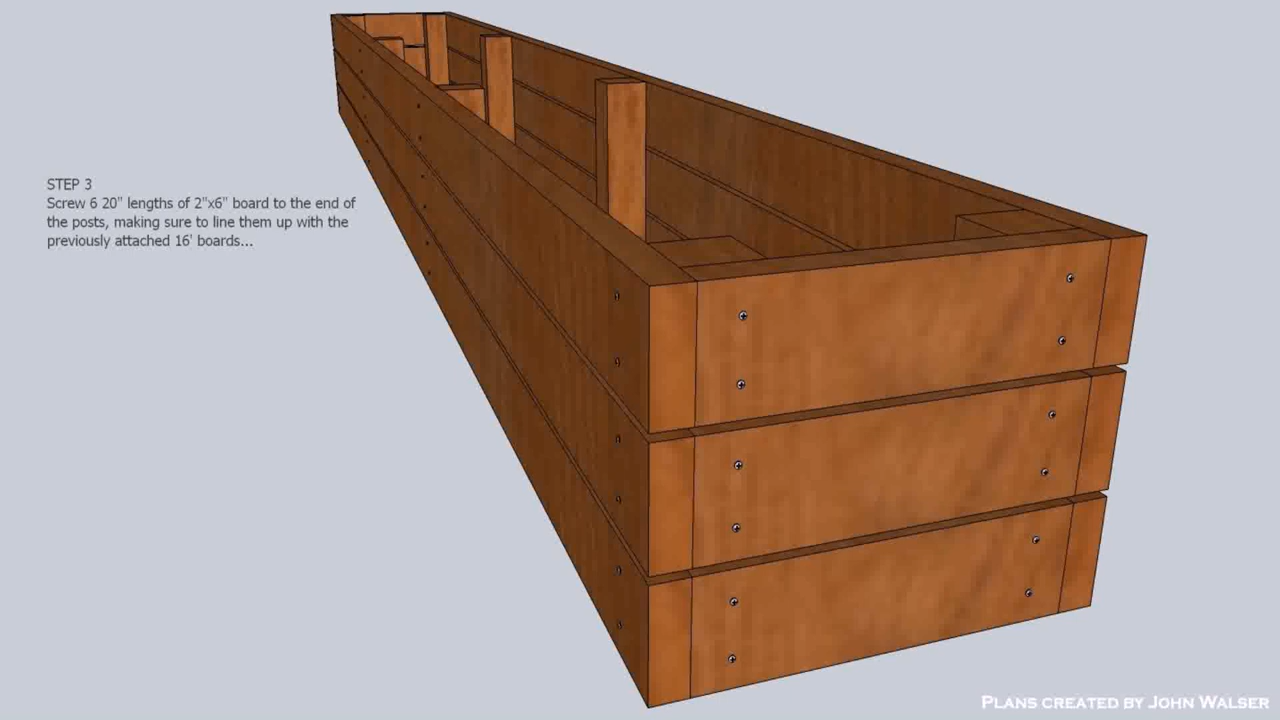 STEP 3
Screw 6 20" lengths of 2"x6" board to the end of
the posts, making sure to line them up with the
previously attached 16' boards...
Plans created by John Walser